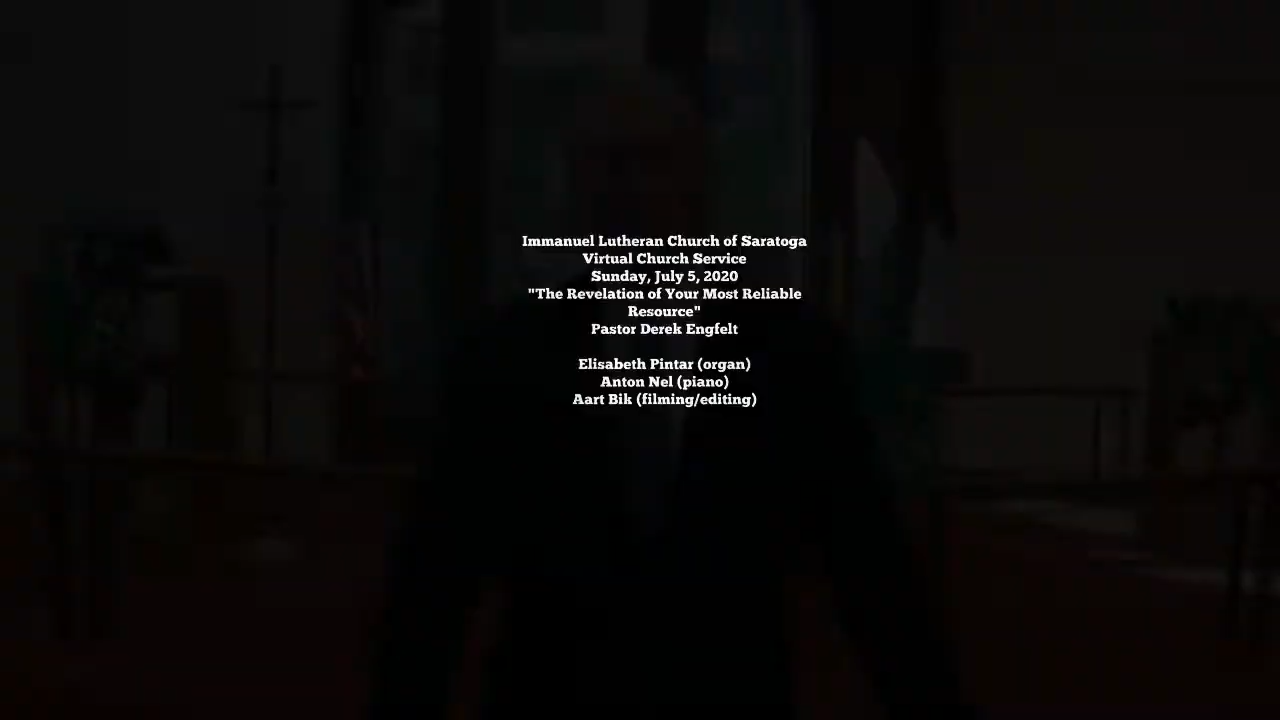 Immanuel Lutheran Church of Saratoga
Virtual Church Service
Sunday, July 5, 2020
"The Revelation of Your Most Reliable
Resource"
Pastor Derek Engfelt
Elisabeth Pintar (organ)
Anton Nel (piano)
Aart Bik (filming/editing)